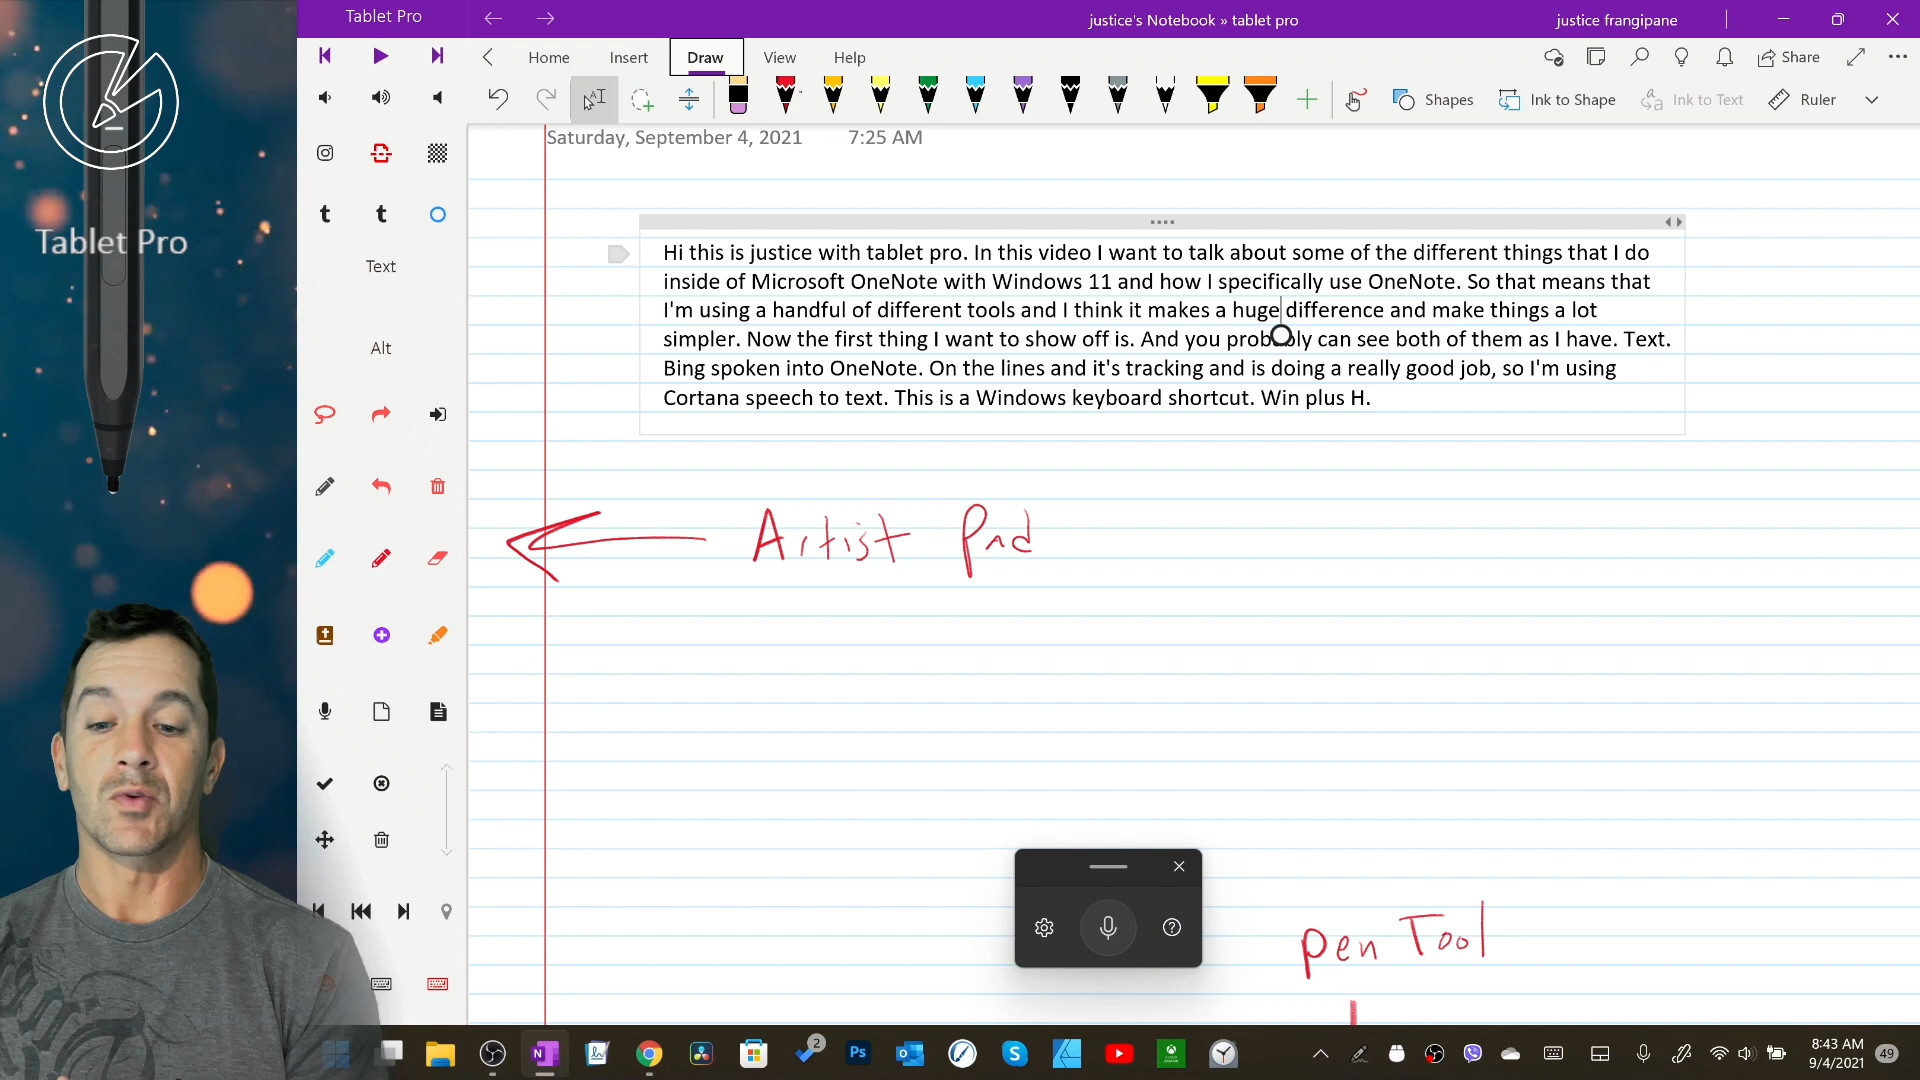 Tablet Pro
justice's Notebook » tablet pro
justice frangipane
Home
Insert
Draw
View
Help
Share
Shapes
Ink to Shape
Ink to Text
Ruler
Saturday, September 4, 2021 7:25 AM
Tablet Pro
t
t
Text
Alt
Hi this is justice with tablet pro. In this video I want to talk about some of the different things that I do
inside of Microsoft OneNote with Windows 11 and how I specifically use OneNote. So that means that
I'm using a handful of different tools and I think it makes a huge difference and make things a lot
simpler. Now the first thing I want to show off is. And you probably can see both of them as I have. Text.
Bing spoken into OneNote. On the lines and it's tracking and is doing a really good job, so I'm using
Cortana speech to text. This is a Windows keyboard shortcut. Win plus H.
Artist Pad
Pen Tool
2
Ps
8:43 AM
9/4/2021
49